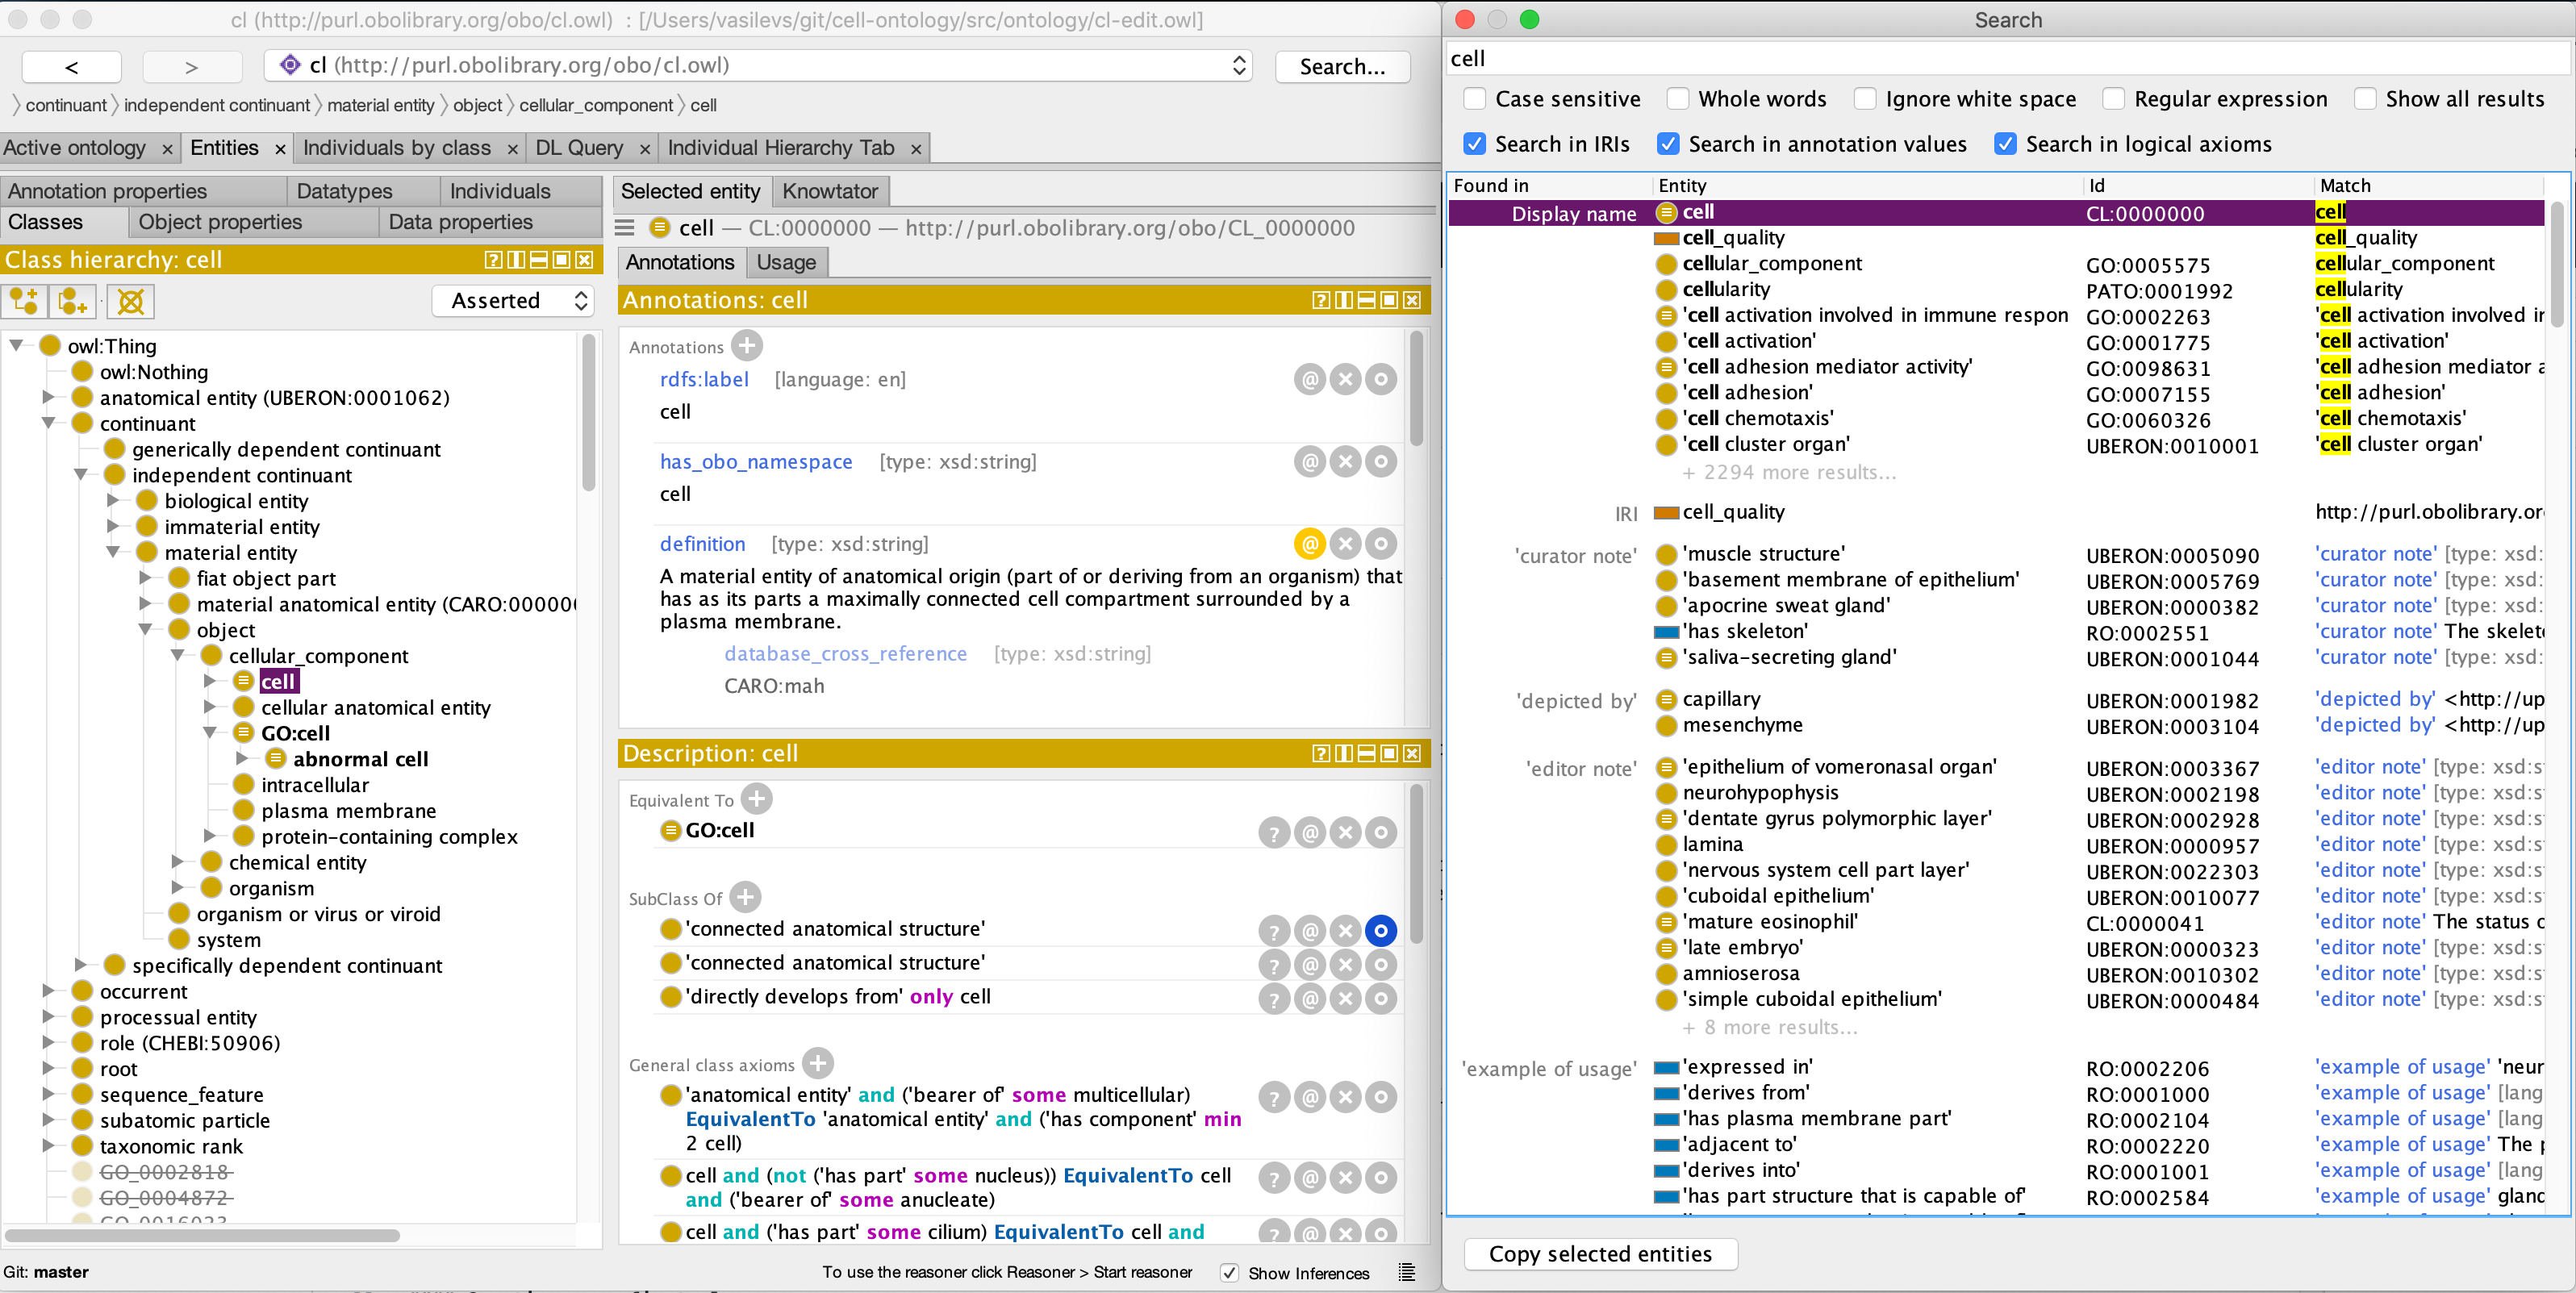 cl (http://purl.obolibrary.org/obo/cl.owl) : [/Users/vasilevs/git/cell-ontology/src/ontology/cl-edit.owl]
< > cl (http://purl.obolibrary.org/obo/cl.owl) Search...
continuant independent continuant material entity object cellular_component cell
Active ontology × Entities × Individuals by class × DL Query × Individual Hierarchy Tab ×
Annotation properties Datatypes Individuals
Classes Object properties Data properties
Class hierarchy: cell
Asserted
owl:Thing
owl:Nothing
anatomical entity (UBERON:0001062)
continuant
generically dependent continuant
independent continuant
biological entity
immaterial entity
material entity
fiat object part
material anatomical entity (CARO:000000
object
cellular_component
cell
cellular anatomical entity
GO:cell
abnormal cell
intracellular
plasma membrane
protein-containing complex
chemical entity
organism
organism or virus or viroid
system
specifically dependent continuant
occurrent
processual entity
role (CHEBI:50906)
root
sequence_feature
subatomic particle
taxonomic rank
GO_0002818
GO_0004872
Git: master
Selected entity Knowtator
cell — CL:0000000 — http://purl.obolibrary.org/obo/CL_0000000
Annotations Usage
Annotations: cell
Annotations
rdfs:label [language: en]
cell
has_obo_namespace [type: xsd:string]
cell
definition [type: xsd:string]
A material entity of anatomical origin (part of or deriving from an organism) that
has as its parts a maximally connected cell compartment surrounded by a
plasma membrane.
database_cross_reference [type: xsd:string]
CARO:mah
Description: cell
Equivalent To
GO:cell
SubClass Of
'connected anatomical structure'
'connected anatomical structure'
'directly develops from' only cell
General class axioms
'anatomical entity' and ('bearer of' some multicellular)
EquivalentTo 'anatomical entity' and ('has component' min
2 cell)
cell and (not ('has part' some nucleus)) EquivalentTo cell
and ('bearer of' some anucleate)
cell and ('has part' some cilium) EquivalentTo cell and
To use the reasoner click Reasoner > Start reasoner Show Inferences
Search
cell
Case sensitive Whole words Ignore white space Regular expression Show all results
Search in IRIs Search in annotation values Search in logical axioms
Found in Entity Id Match
Display name cell CL:0000000 cell
cell_quality cell_quality
cellular_component GO:0005575 cellular_component
cellularity PATO:0001992 cellularity
'cell activation involved in immune respon GO:0002263 'cell activation involved ir
'cell activation' GO:0001775 'cell activation'
'cell adhesion mediator activity' GO:0098631 'cell adhesion mediator a
'cell adhesion' GO:0007155 'cell adhesion'
'cell chemotaxis' GO:0060326 'cell chemotaxis'
'cell cluster organ' UBERON:0010001 'cell cluster organ'
+ 2294 more results...
IRI cell_quality http://purl.obolibrary.or
'curator note' 'muscle structure' UBERON:0005090 'curator note' [type: xsd:
'basement membrane of epithelium' UBERON:0005769 'curator note' [type: xsd:
'apocrine sweat gland' UBERON:0000382 'curator note' [type: xsd:
'has skeleton' RO:0002551 'curator note' The skelet
'saliva-secreting gland' UBERON:0001044 'curator note' [type: xsd:
'depicted by' capillary UBERON:0001982 'depicted by' <http://up
mesenchyme UBERON:0003104 'depicted by' <http://up
'editor note' 'epithelium of vomeronasal organ' UBERON:0003367 'editor note' [type: xsd:s
neurohypophysis UBERON:0002198 'editor note' [type: xsd:s
'dentate gyrus polymorphic layer' UBERON:0002928 'editor note' [type: xsd:s
lamina UBERON:0000957 'editor note' [type: xsd:s
'nervous system cell part layer' UBERON:0022303 'editor note' [type: xsd:s
'cuboidal epithelium' UBERON:0010077 'editor note' [type: xsd:s
'mature eosinophil' CL:0000041 'editor note' The status o
'late embryo' UBERON:0000323 'editor note' [type: xsd:s
amnioserosa UBERON:0010302 'editor note' [type: xsd:s
'simple cuboidal epithelium' UBERON:0000484 'editor note' [type: xsd:s
+ 8 more results...
'example of usage' 'expressed in' RO:0002206 'example of usage' 'neur
'derives from' RO:0001000 'example of usage' [lang
'has plasma membrane part' RO:0002104 'example of usage' [lang
'adjacent to' RO:0002220 'example of usage' The p
'derives into' RO:0001001 'example of usage' [lang
'has part structure that is capable of' RO:0002584 'example of usage' gland
Copy selected entities